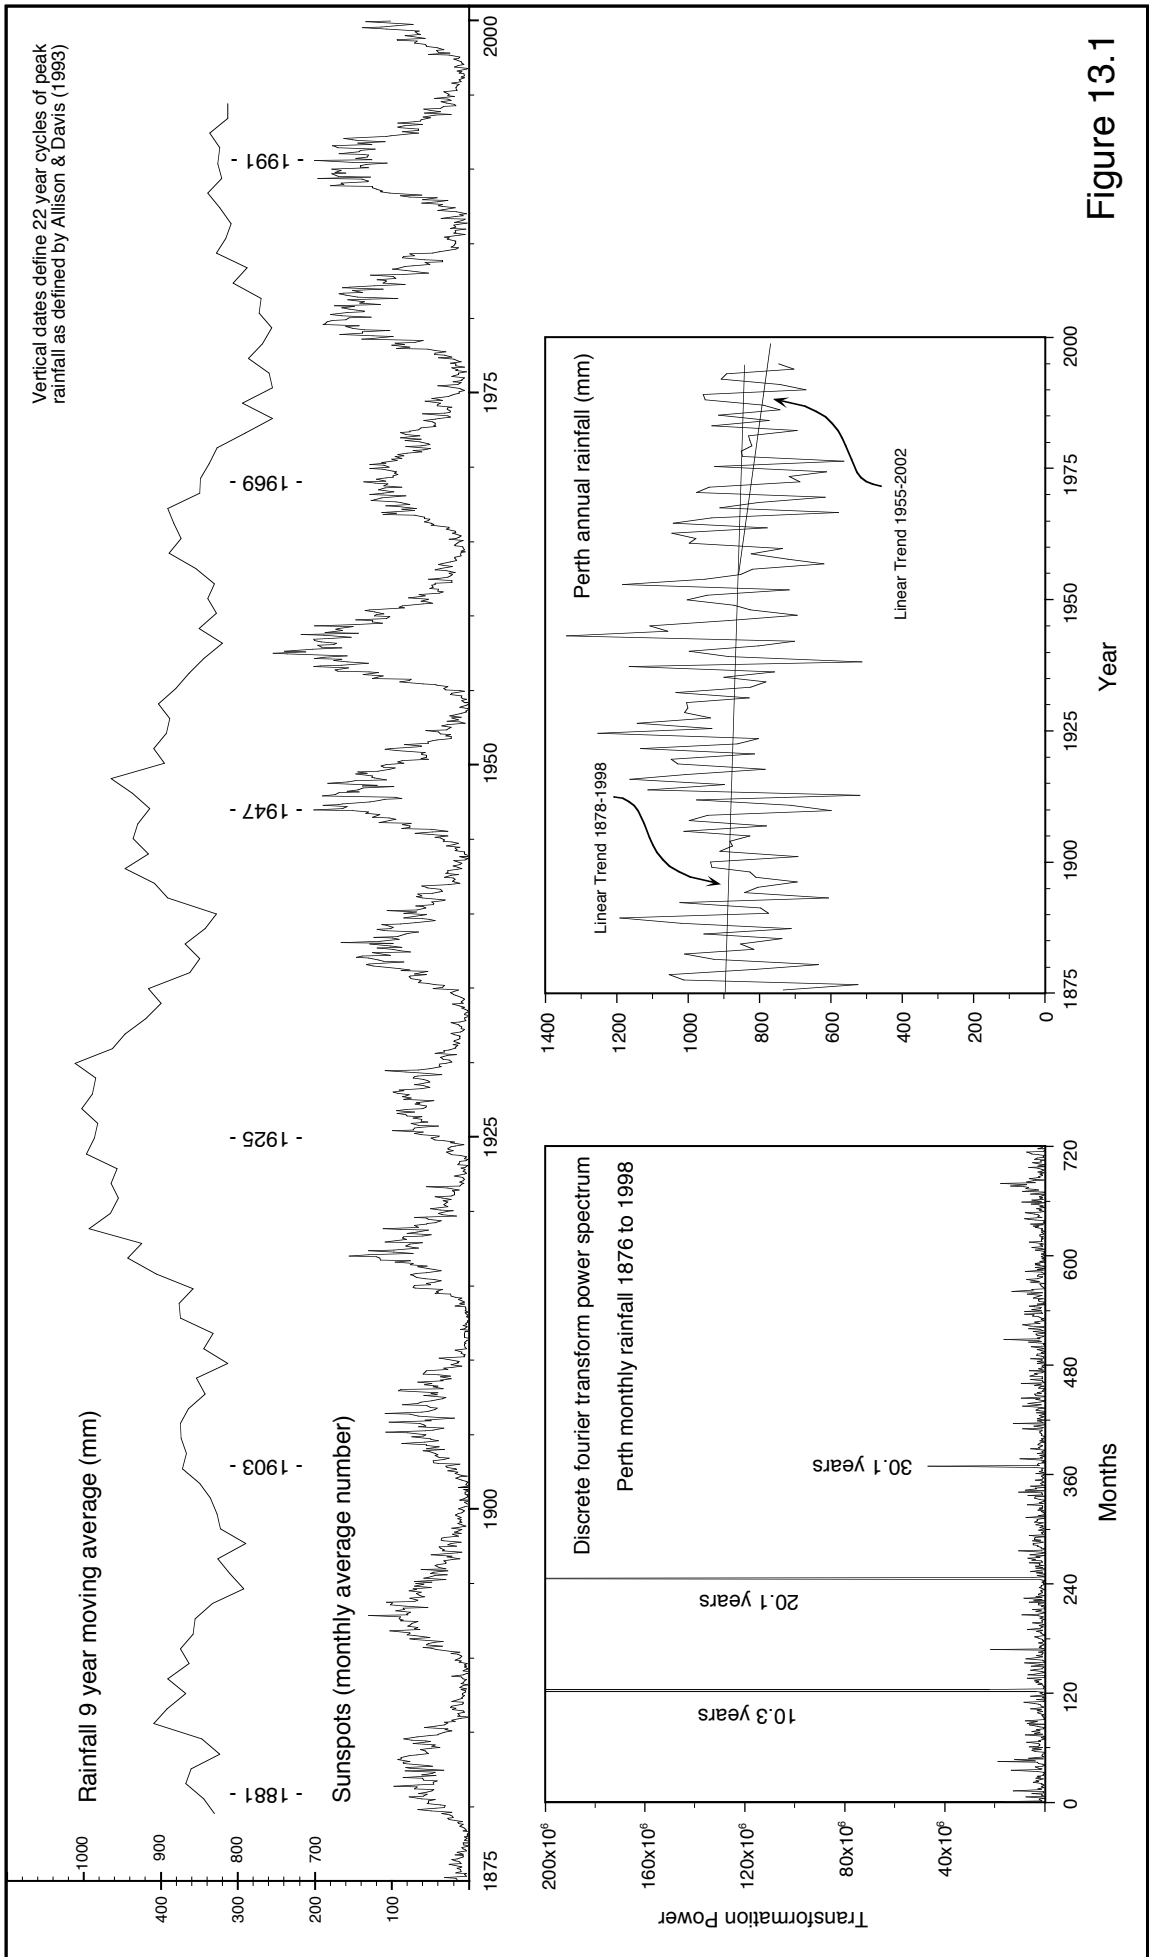 Vertical dates define 22 year cycles of peak
rainfall as defined by Allison & Davis (1993)
Rainfall 9 year moving average (mm)
1000
900
800
700
- 1881 -
- 1903 -
- 1925 -
- 1947 -
- 1969 -
- 1991 -
Sunspots (monthly average number)
400
300
200
100
1875
1900
1925
1950
1975
2000
Discrete fourier transform power spectrum
Perth monthly rainfall 1876 to 1998
Transformation Power
200x10⁶
160x10⁶
120x10⁶
80x10⁶
40x10⁶
10.3 years
20.1 years
30.1 years
0
120
240
360
480
600
720
Months
Perth annual rainfall (mm)
1400
1200
1000
800
600
400
200
0
Linear Trend 1878-1998
Linear Trend 1955-2002
1875
1900
1925
1950
1975
2000
Year
Figure 13.1